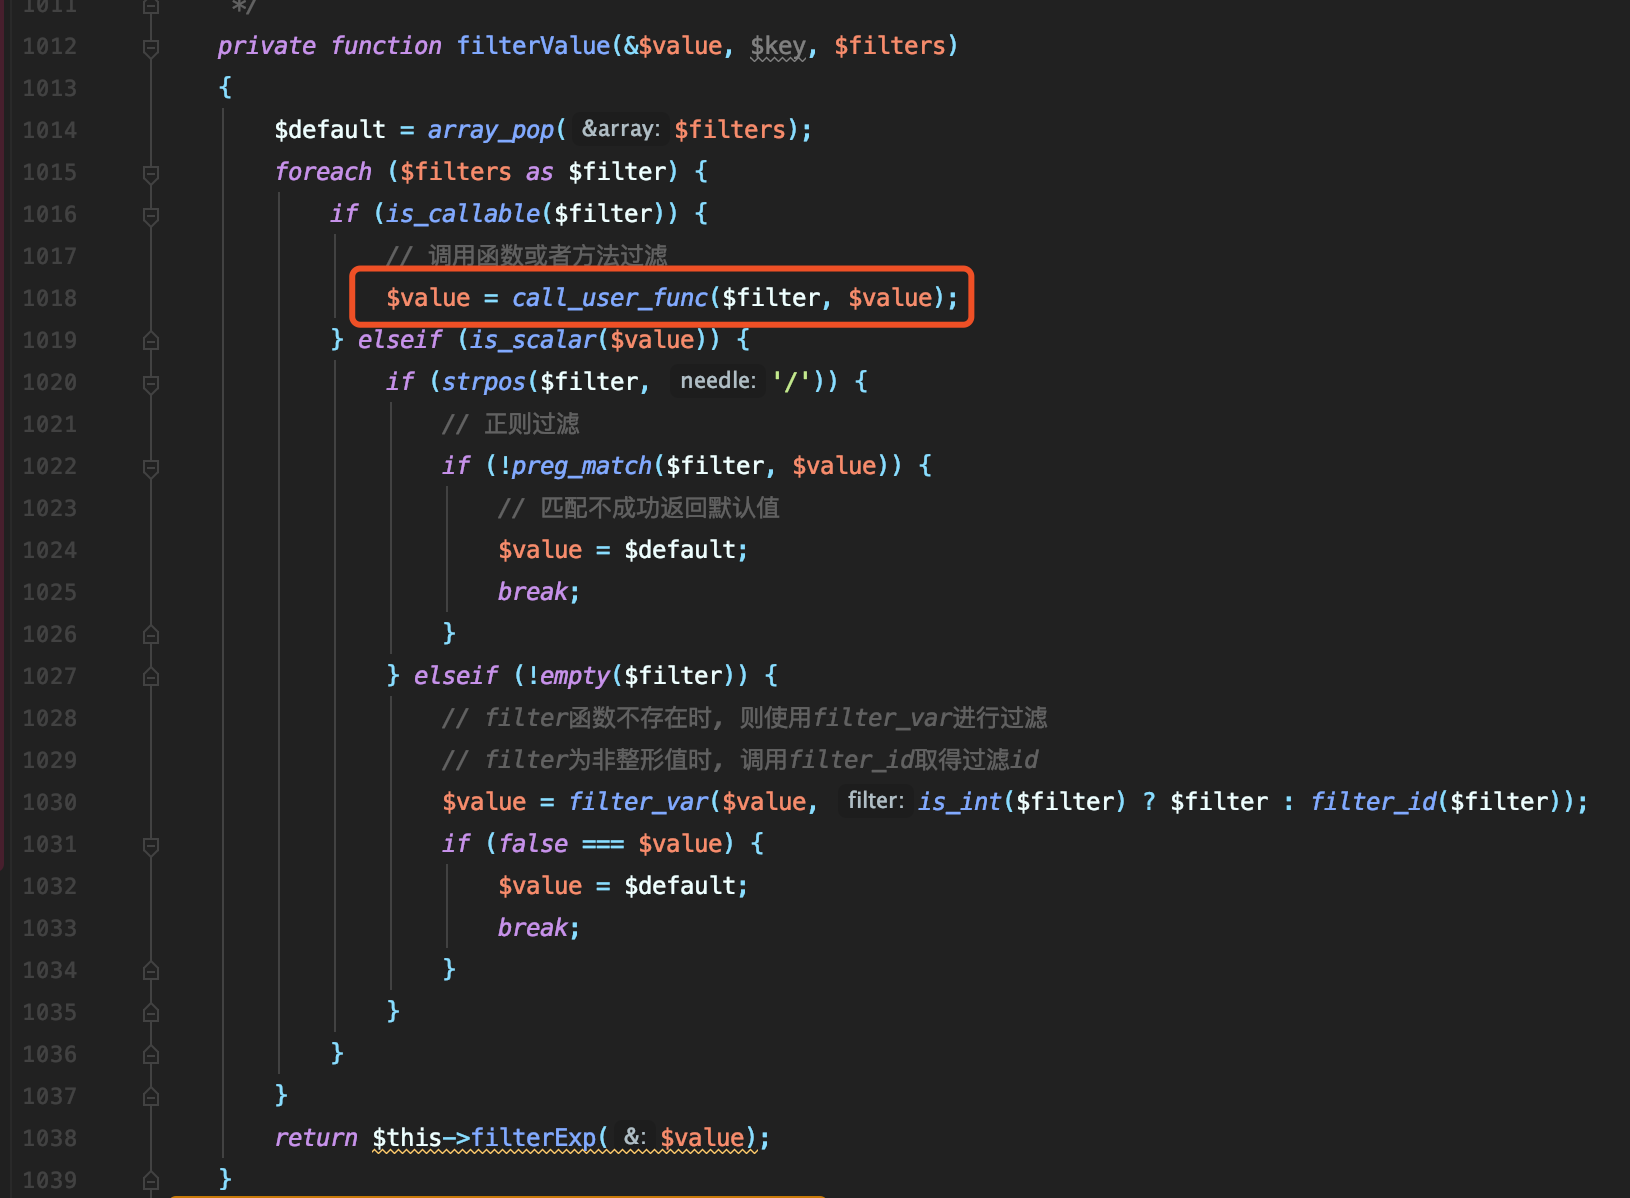 1011 */
1012 private function filterValue(&$value, $key, $filters)
1013 {
1014 $default = array_pop( &array: $filters);
1015 foreach ($filters as $filter) {
1016 if (is_callable($filter)) {
1017 // 调用函数或者方法过滤
1018 $value = call_user_func($filter, $value);
1019 } elseif (is_scalar($value)) {
1020 if (strpos($filter, needle: '/')) {
1021 // 正则过滤
1022 if (!preg_match($filter, $value)) {
1023 // 匹配不成功返回默认值
1024 $value = $default;
1025 break;
1026 }
1027 } elseif (!empty($filter)) {
1028 // filter函数不存在时, 则使用filter_var进行过滤
1029 // filter为非整形值时, 调用filter_id取得过滤id
1030 $value = filter_var($value, filter: is_int($filter) ? $filter : filter_id($filter));
1031 if (false === $value) {
1032 $value = $default;
1033 break;
1034 }
1035 }
1036 }
1037 }
1038 return $this->filterExp( &: $value);
1039 }